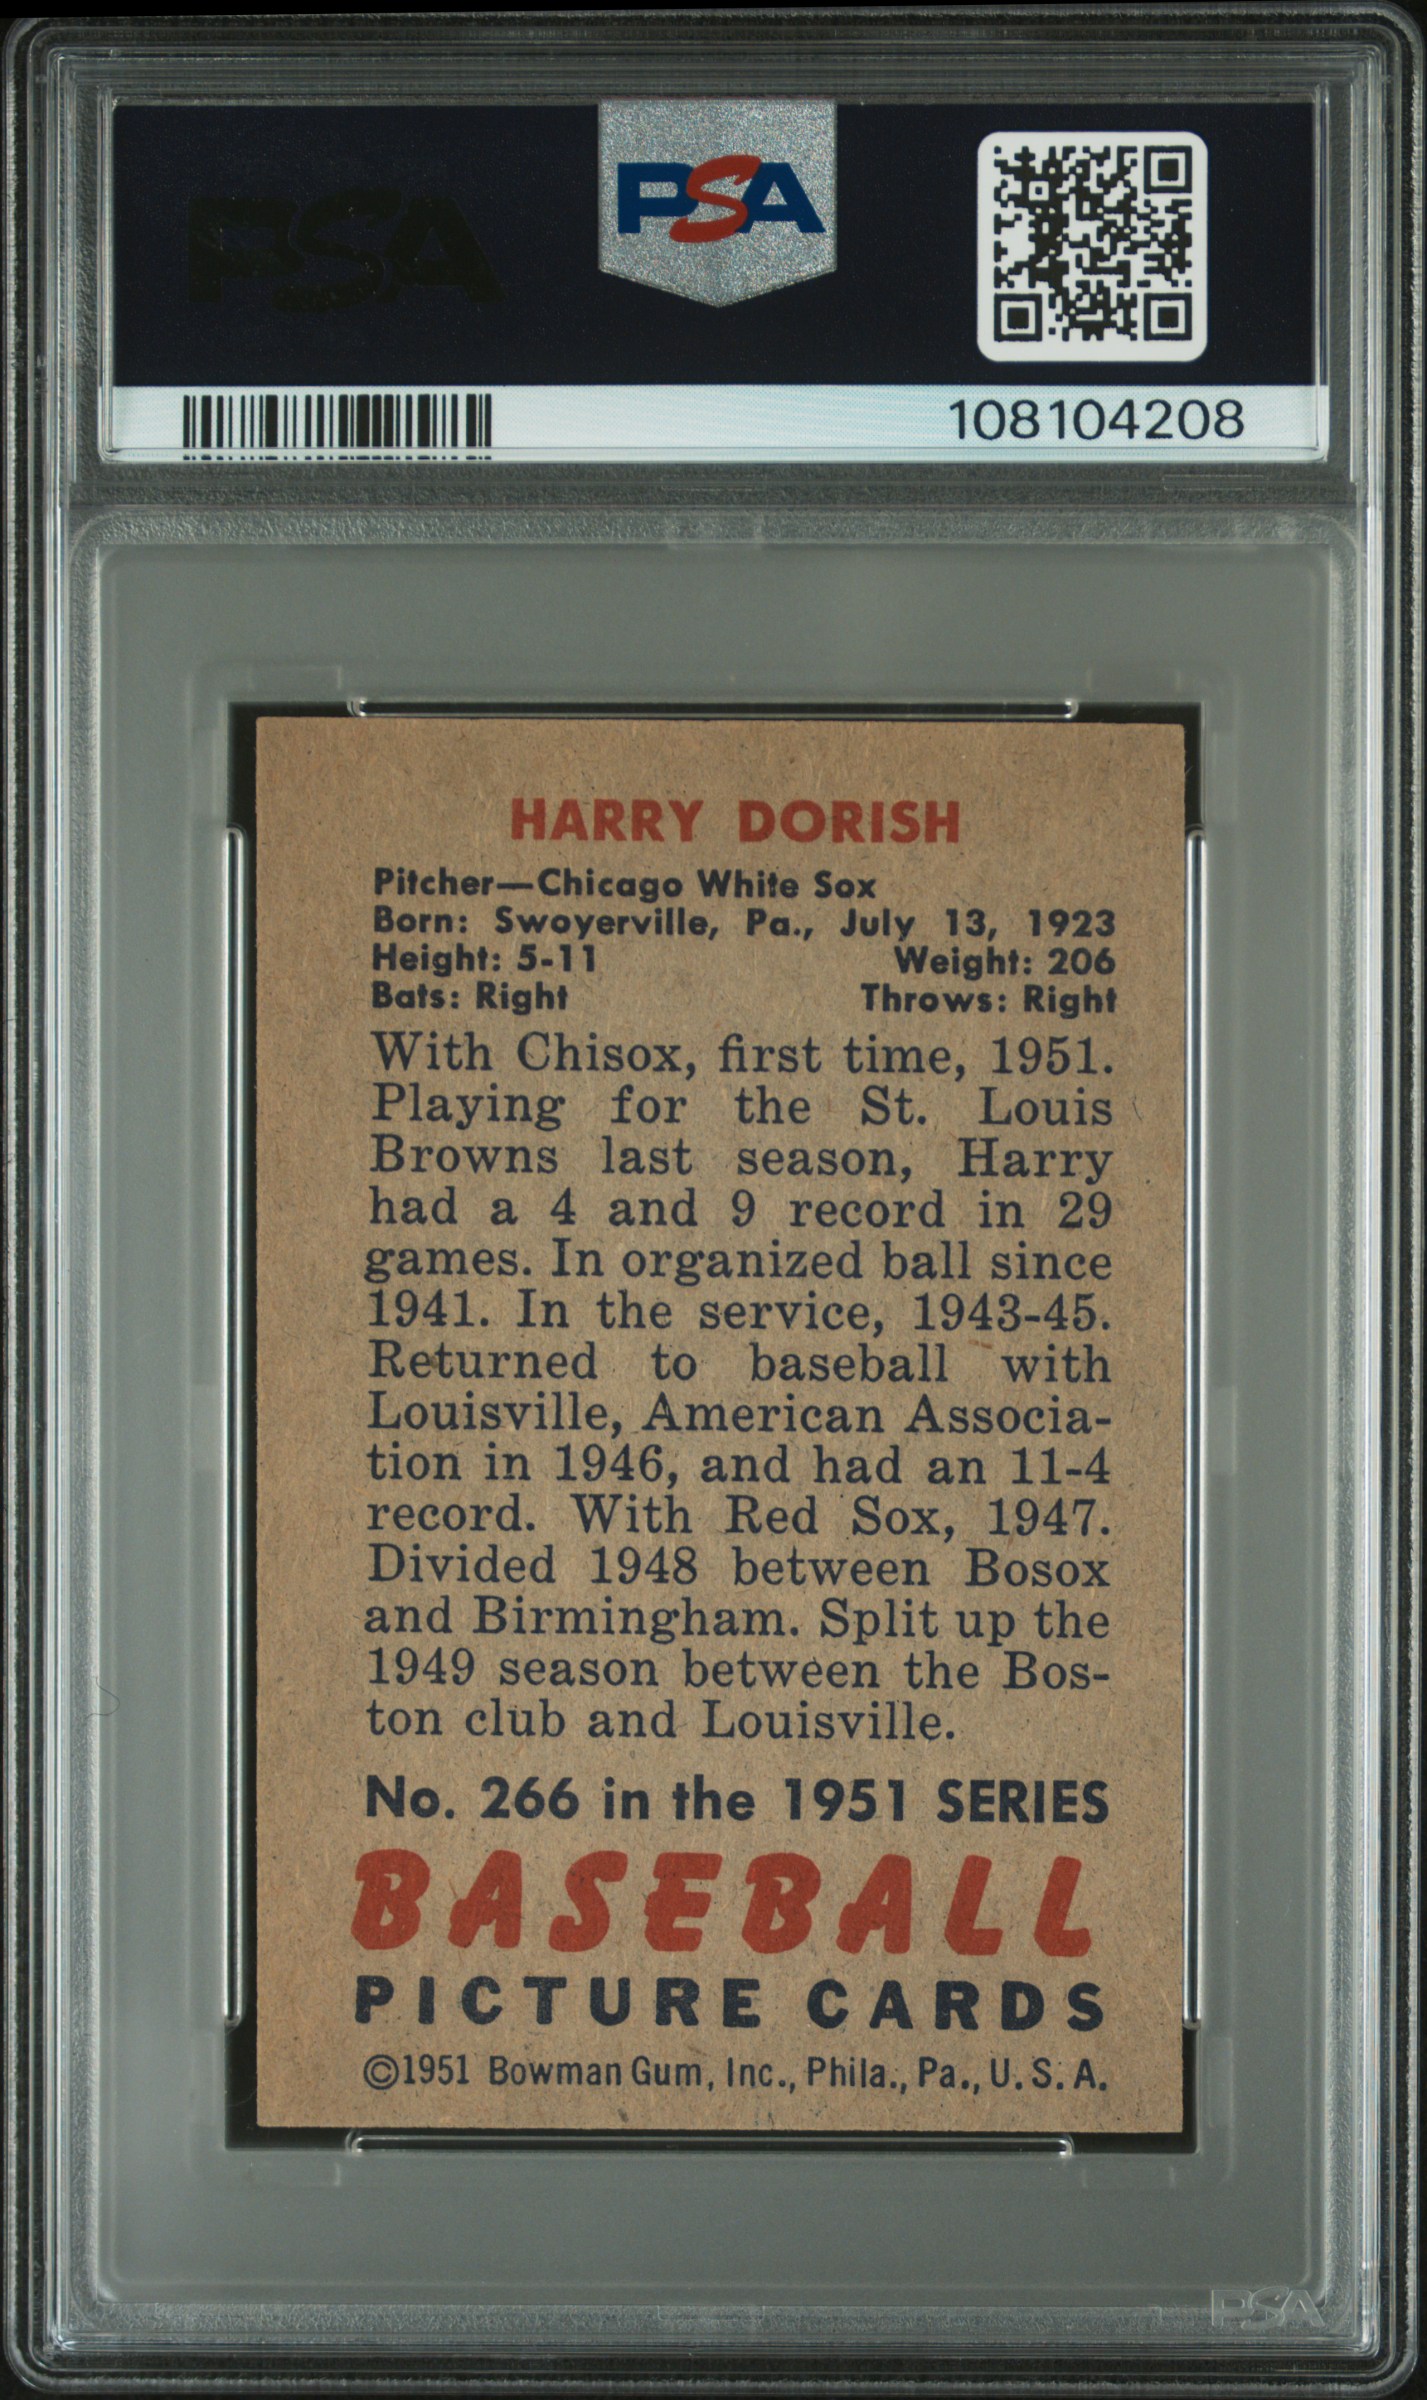 PSA
PSA
108104208
HARRY DORISH
Pitcher—Chicago White Sox
Born: Swoyerville, Pa., July 13, 1923
Height: 5-11 Weight: 206
Bats: Right Throws: Right
With Chisox, first time, 1951.
Playing for the St. Louis
Browns last season, Harry
had a 4 and 9 record in 29
games. In organized ball since
1941. In the service, 1943-45.
Returned to baseball with
Louisville, American Associa-
tion in 1946, and had an 11-4
record. With Red Sox, 1947.
Divided 1948 between Bosox
and Birmingham. Split up the
1949 season between the Bos-
ton club and Louisville.
No. 266 in the 1951 SERIES
BASEBALL
PICTURE CARDS
©1951 Bowman Gum, Inc., Phila., Pa., U. S. A.
PSA